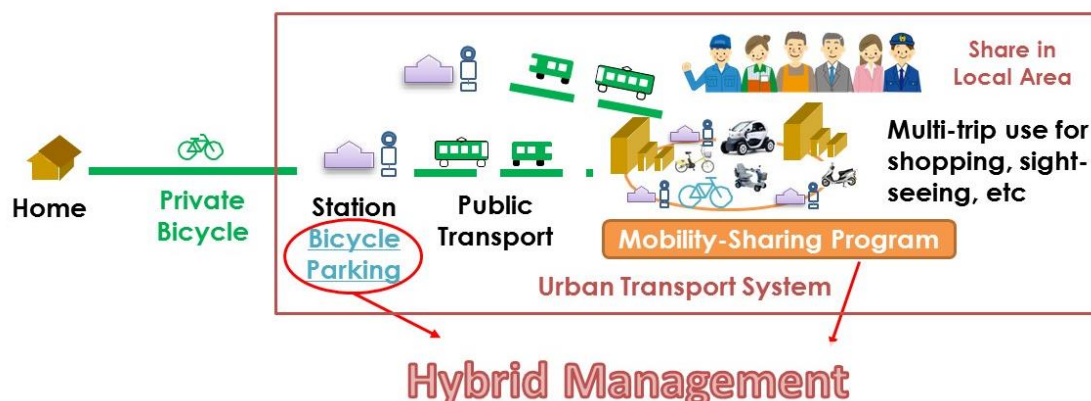 Share in
Local Area
Multi-trip use for
shopping, sight-
seeing, etc
Home
Private
Bicycle
Station
Bicycle
Parking
Public
Transport
Mobility-Sharing Program
Urban Transport System
Hybrid Management